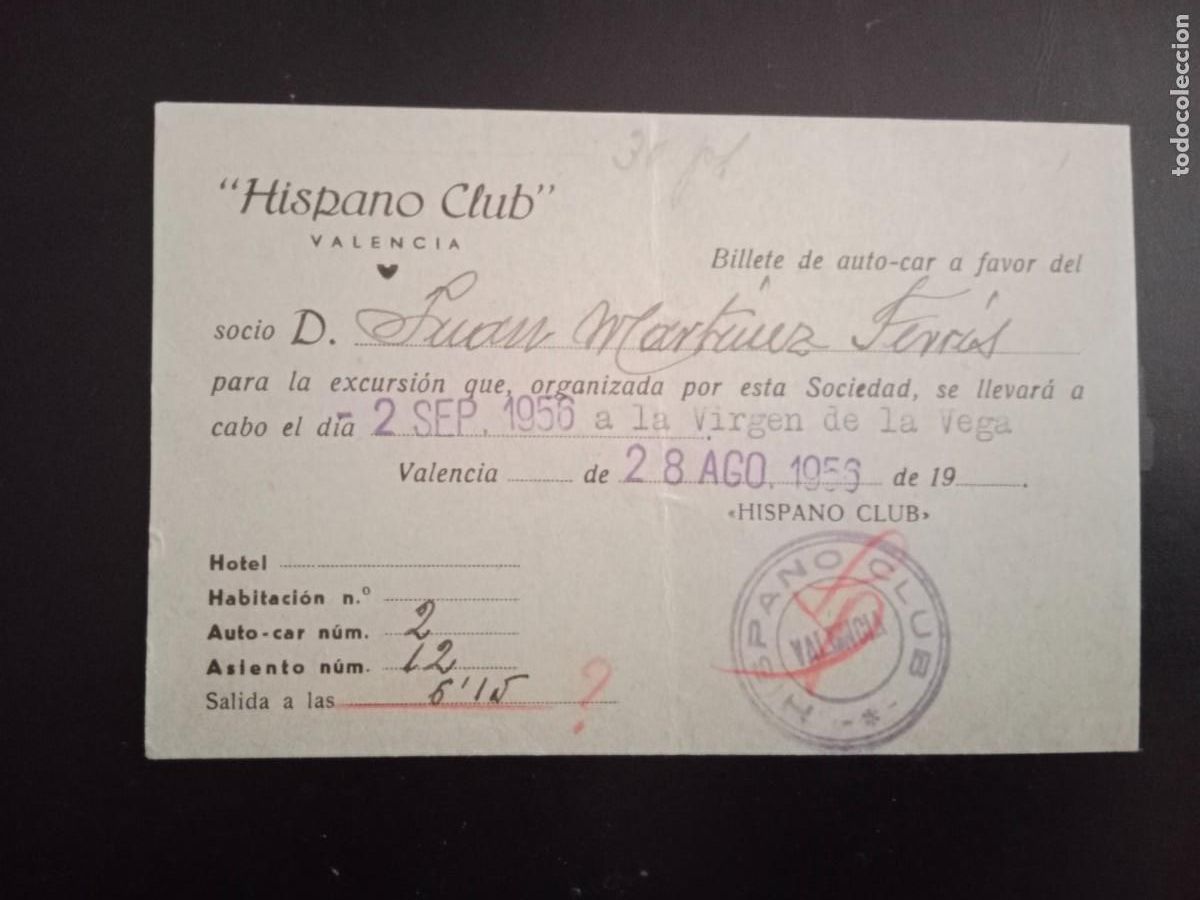 "Hispano Club"
VALENCIA
Billete de auto-car a favor del
socio D. Juan Martínez Ferrís
para la excursión que, organizada por esta Sociedad, se llevará a
cabo el día - 2 SEP. 1956 a la Virgen de la Vega
Valencia de 28 AGO. 1956 de 19 .
«HISPANO CLUB»
Hotel
Habitación n.º
Auto-car núm. 2
Asiento núm. 12
Salida a las 6'15 ?
HISPANO CLUB - * -
VALENCIA
todocoleccion